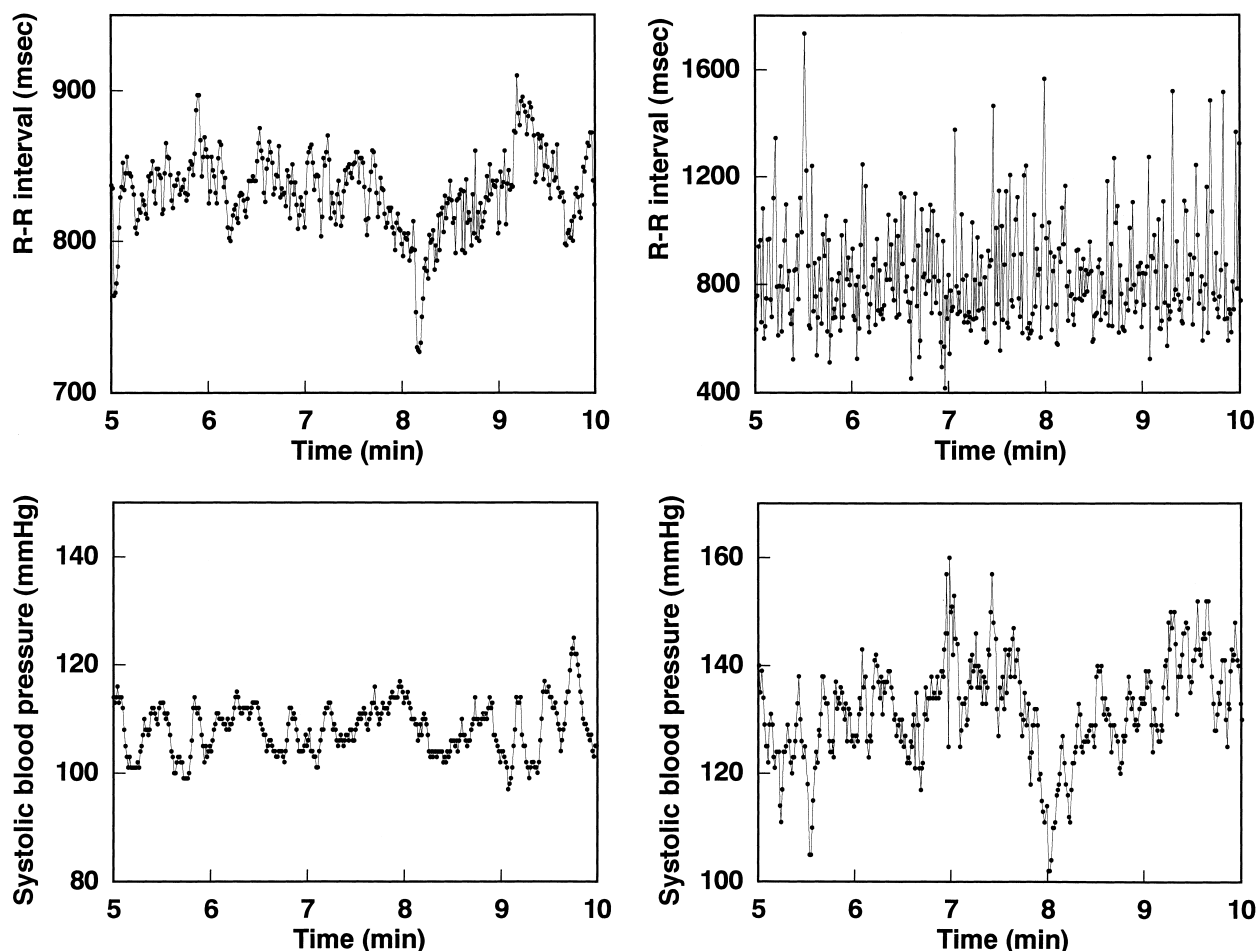 R-R interval (msec)
900
800
700
5 6 7 8 9 10
Time (min)
R-R interval (msec)
1600
1200
800
400
5 6 7 8 9 10
Time (min)
Systolic blood pressure (mmHg)
140
120
100
80
5 6 7 8 9 10
Time (min)
Systolic blood pressure (mmHg)
160
140
120
100
5 6 7 8 9 10
Time (min)